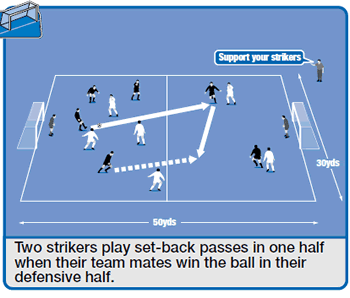 Support your strikers
30yds
50yds
Two strikers play set-back passes in one half
when their team mates win the ball in their
defensive half.